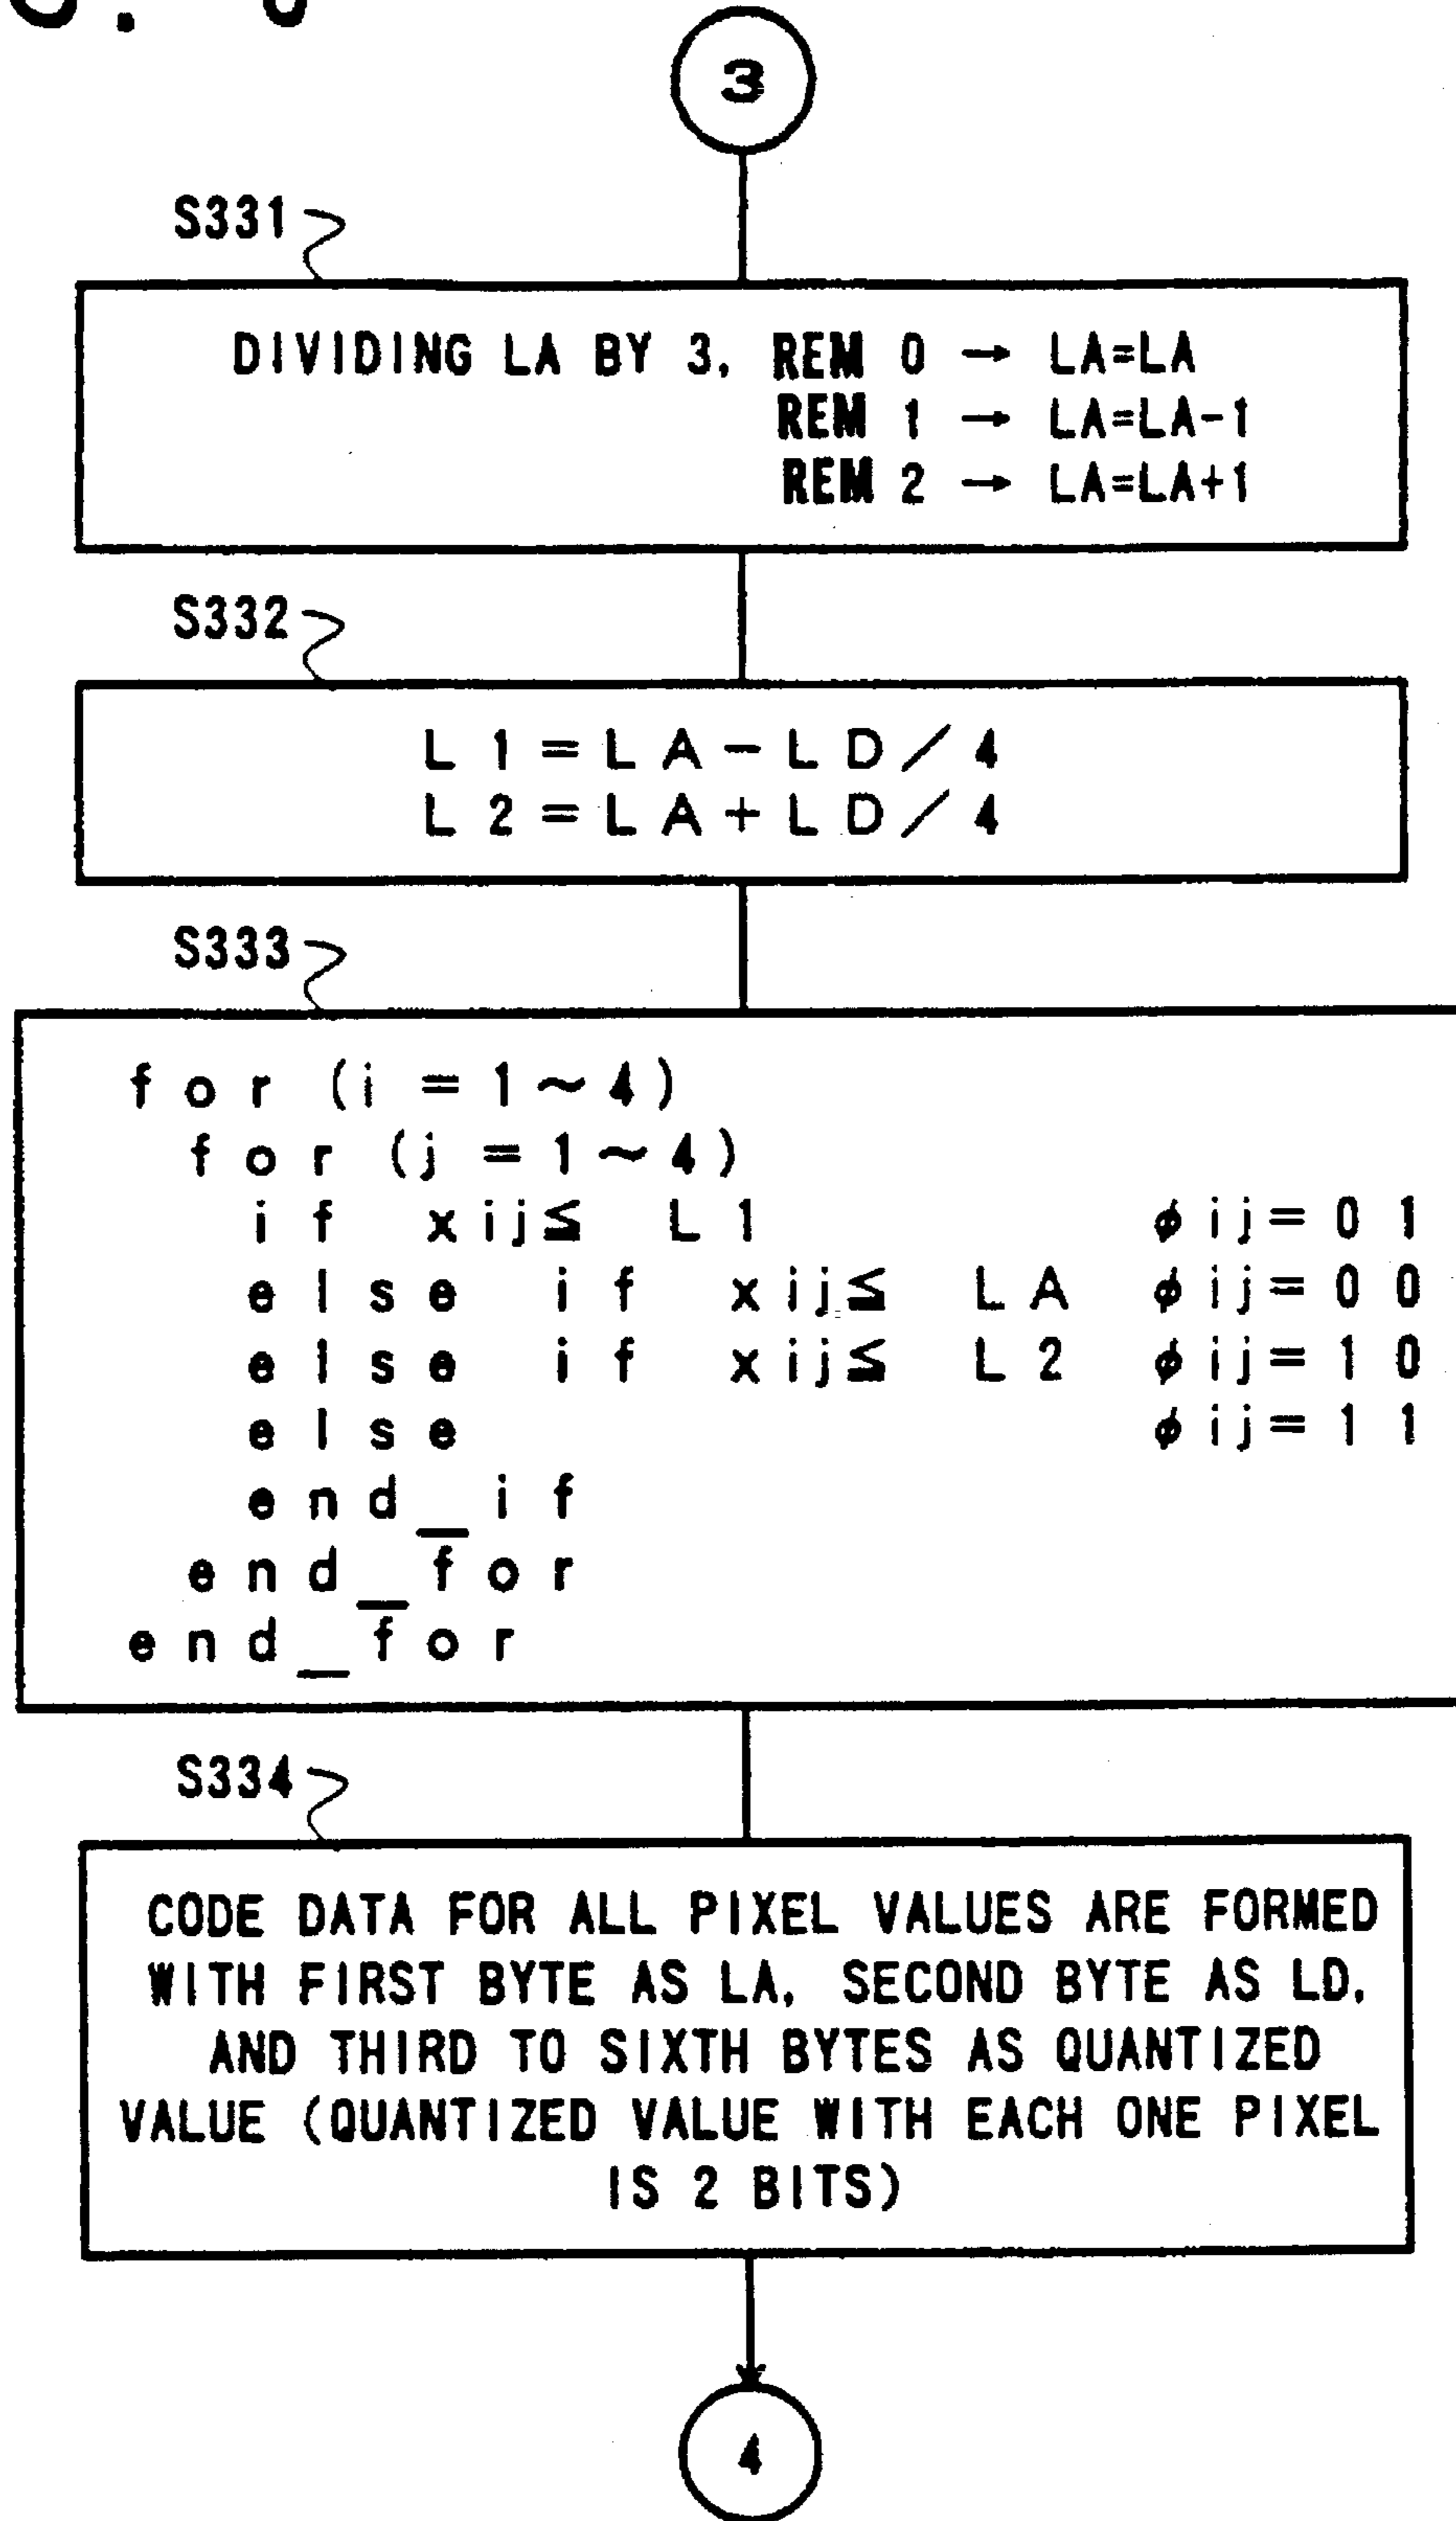 3
S331
DIVIDING LA BY 3, REM 0 → LA=LA
REM 1 → LA=LA-1
REM 2 → LA=LA+1
S332
L1=LA-LD/4
L2=LA+LD/4
S333
for (i=1~4)
for (j=1~4)
if xij≦ L1 φij=01
else if xij≦ LA φij=00
else if xij≦ L2 φij=10
else φij=11
end_if
end_for
end_for
S334
CODE DATA FOR ALL PIXEL VALUES ARE FORMED
WITH FIRST BYTE AS LA, SECOND BYTE AS LD,
AND THIRD TO SIXTH BYTES AS QUANTIZED
VALUE (QUANTIZED VALUE WITH EACH ONE PIXEL
IS 2 BITS)
4